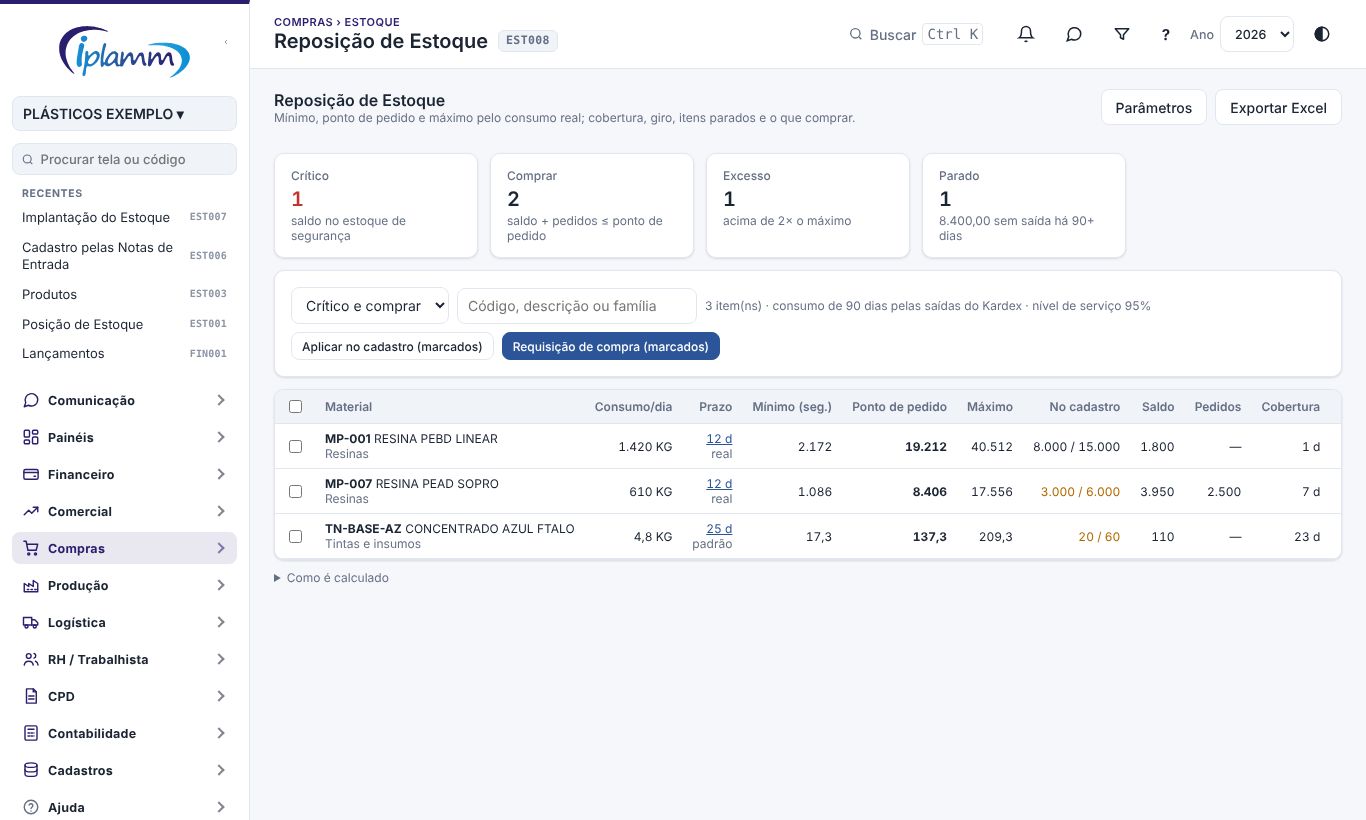 iplamm
PLÁSTICOS EXEMPLO ▾
Procurar tela ou código
RECENTES
Implantação do Estoque EST007
Cadastro pelas Notas de Entrada EST006
Produtos EST003
Posição de Estoque EST001
Lançamentos FIN001
Comunicação
Painéis
Financeiro
Comercial
Compras
Produção
Logística
RH / Trabalhista
CPD
Contabilidade
Cadastros
Ajuda
COMPRAS › ESTOQUE
Reposição de Estoque EST008
Buscar Ctrl K
? Ano 2026
Reposição de Estoque
Mínimo, ponto de pedido e máximo pelo consumo real; cobertura, giro, itens parados e o que comprar.
Parâmetros
Exportar Excel
Crítico
1
saldo no estoque de
segurança
Comprar
2
saldo + pedidos ≤ ponto de
pedido
Excesso
1
acima de 2× o máximo
Parado
1
8.400,00 sem saída há 90+
dias
Crítico e comprar
Código, descrição ou família
3 item(ns) · consumo de 90 dias pelas saídas do Kardex · nível de serviço 95%
Aplicar no cadastro (marcados)
Requisição de compra (marcados)
Material Consumo/dia Prazo Mínimo (seg.) Ponto de pedido Máximo No cadastro Saldo Pedidos Cobertura
MP-001 RESINA PEBD LINEAR 1.420 KG 12 d 2.172 19.212 40.512 8.000 / 15.000 1.800 — 1 d
Resinas real
MP-007 RESINA PEAD SOPRO 610 KG 12 d 1.086 8.406 17.556 3.000 / 6.000 3.950 2.500 7 d
Resinas real
TN-BASE-AZ CONCENTRADO AZUL FTALO 4,8 KG 25 d 17,3 137,3 209,3 20 / 60 110 — 23 d
Tintas e insumos padrão
▶ Como é calculado